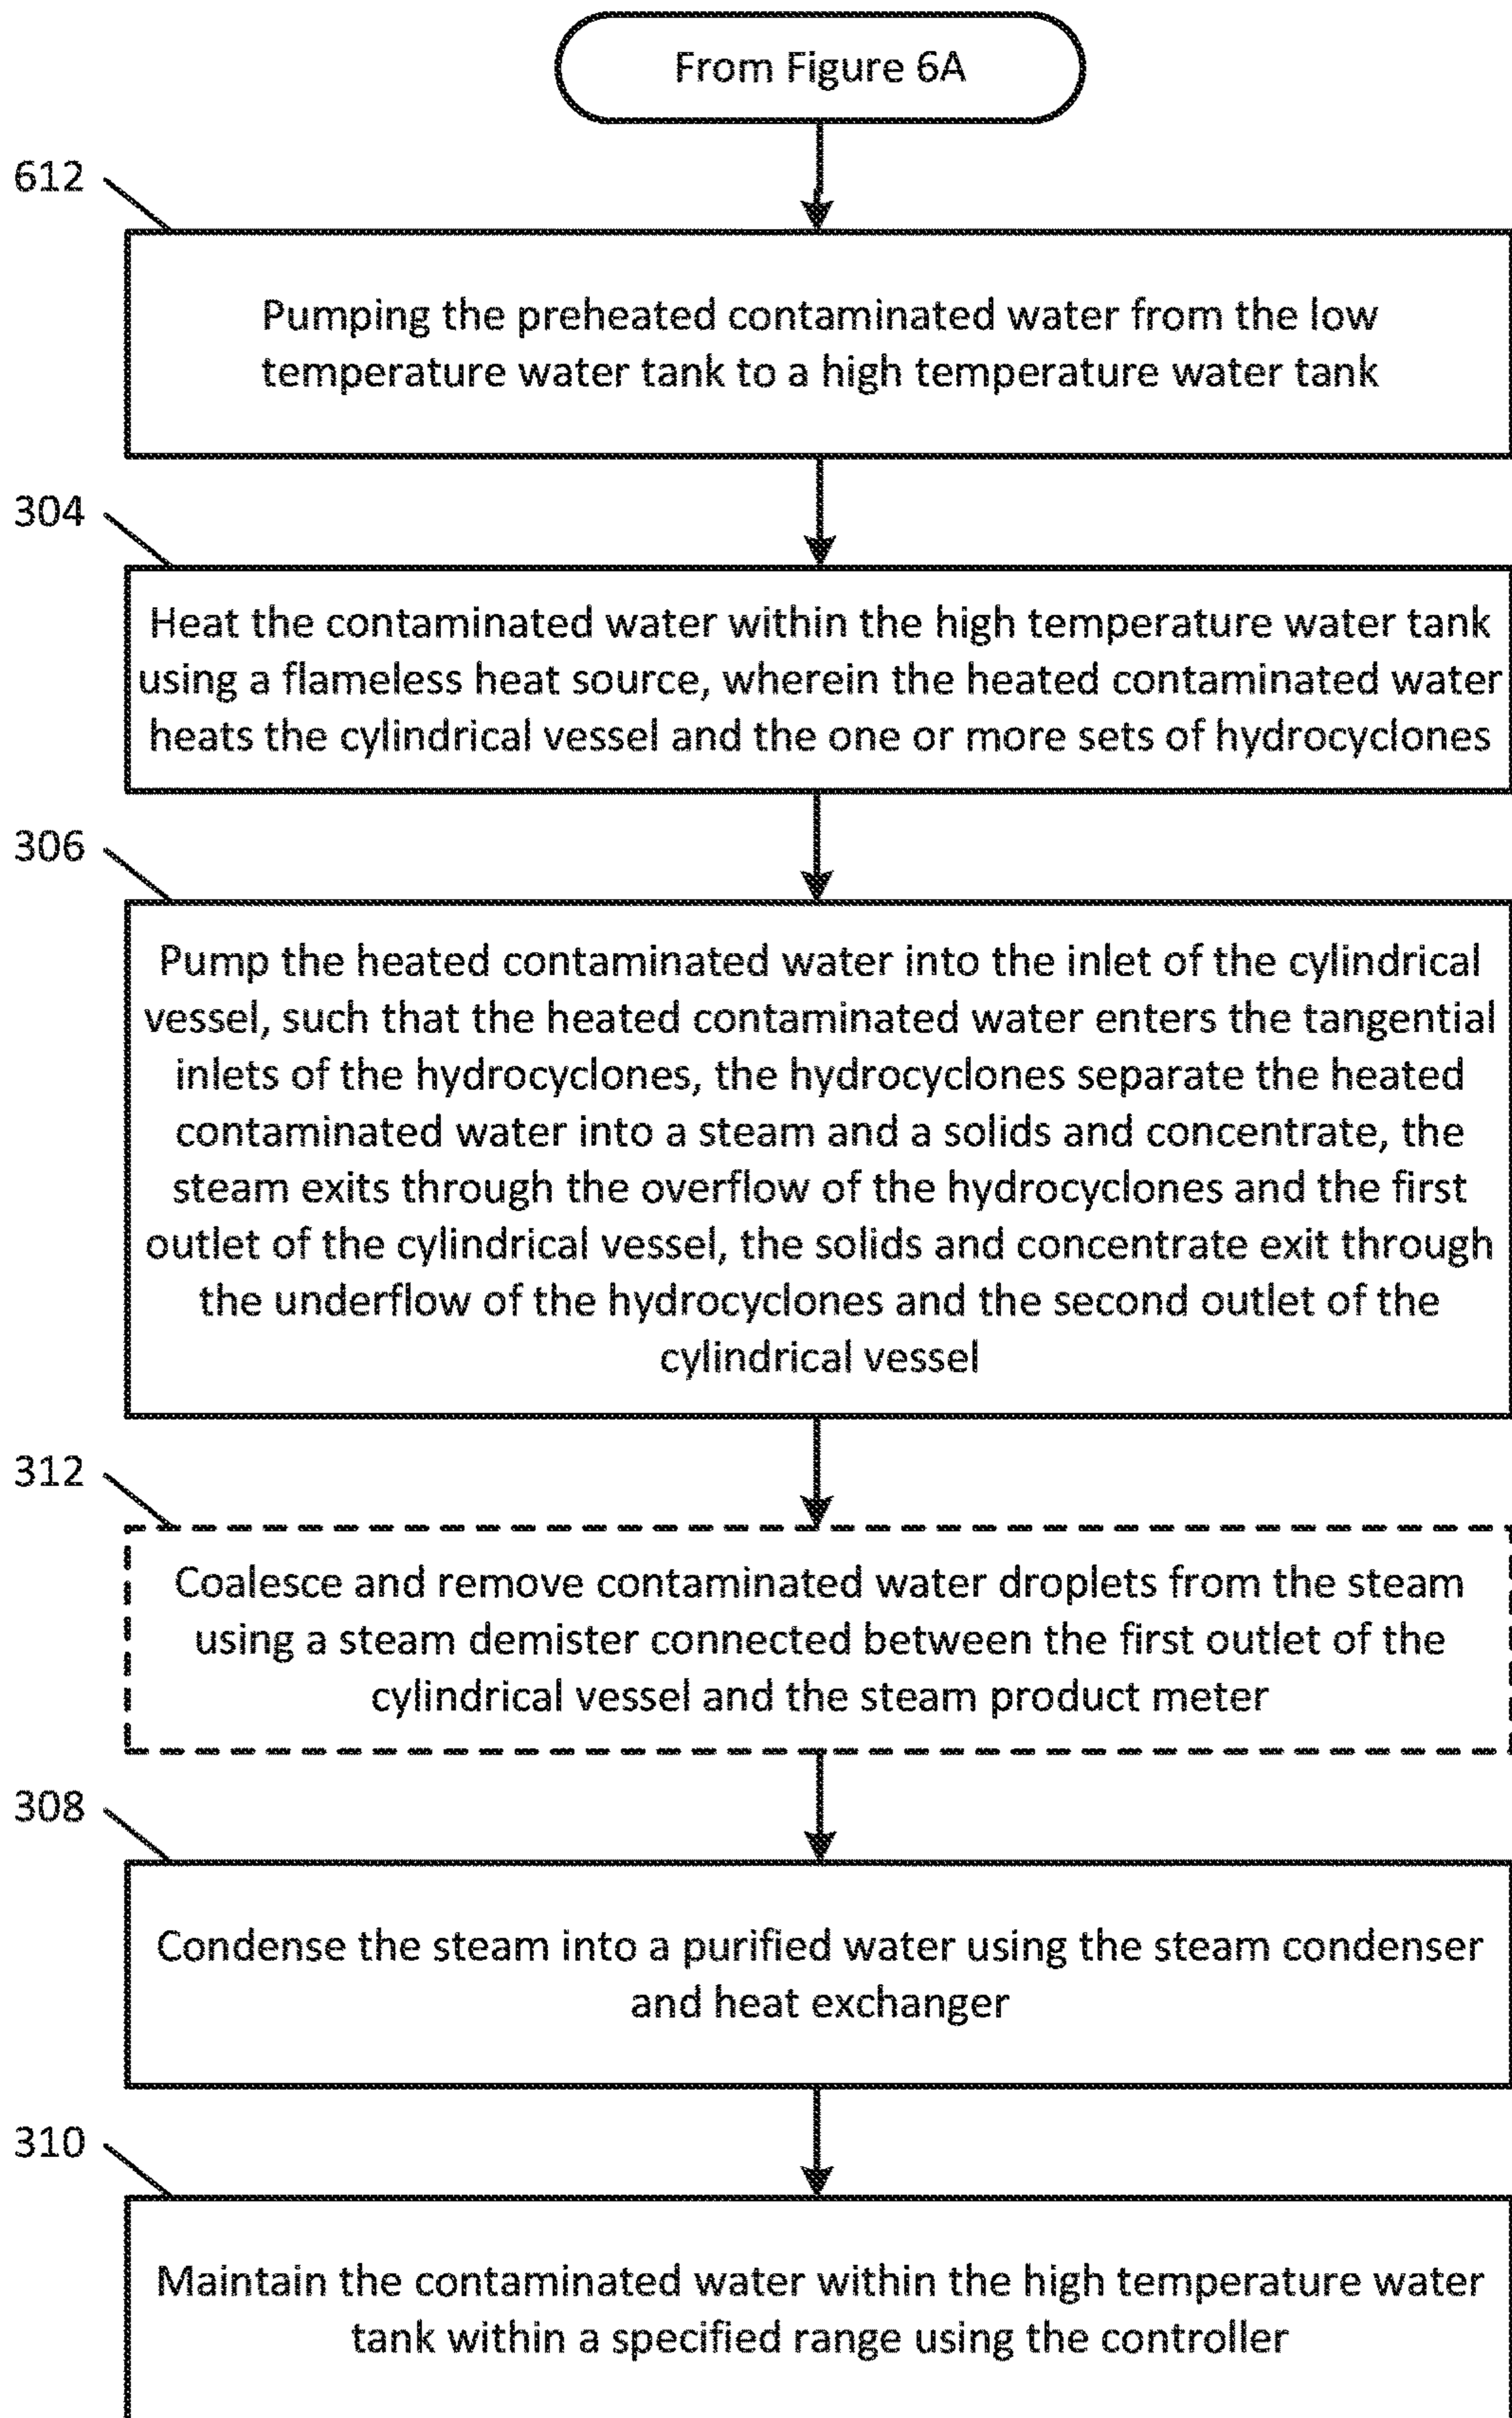 From Figure 6A
612
Pumping the preheated contaminated water from the low
temperature water tank to a high temperature water tank
304
Heat the contaminated water within the high temperature water tank
using a flameless heat source, wherein the heated contaminated water
heats the cylindrical vessel and the one or more sets of hydrocyclones
306
Pump the heated contaminated water into the inlet of the cylindrical
vessel, such that the heated contaminated water enters the tangential
inlets of the hydrocyclones, the hydrocyclones separate the heated
contaminated water into a steam and a solids and concentrate, the
steam exits through the overflow of the hydrocyclones and the first
outlet of the cylindrical vessel, the solids and concentrate exit through
the underflow of the hydrocyclones and the second outlet of the
cylindrical vessel
312
Coalesce and remove contaminated water droplets from the steam
using a steam demister connected between the first outlet of the
cylindrical vessel and the steam product meter
308
Condense the steam into a purified water using the steam condenser
and heat exchanger
310
Maintain the contaminated water within the high temperature water
tank within a specified range using the controller